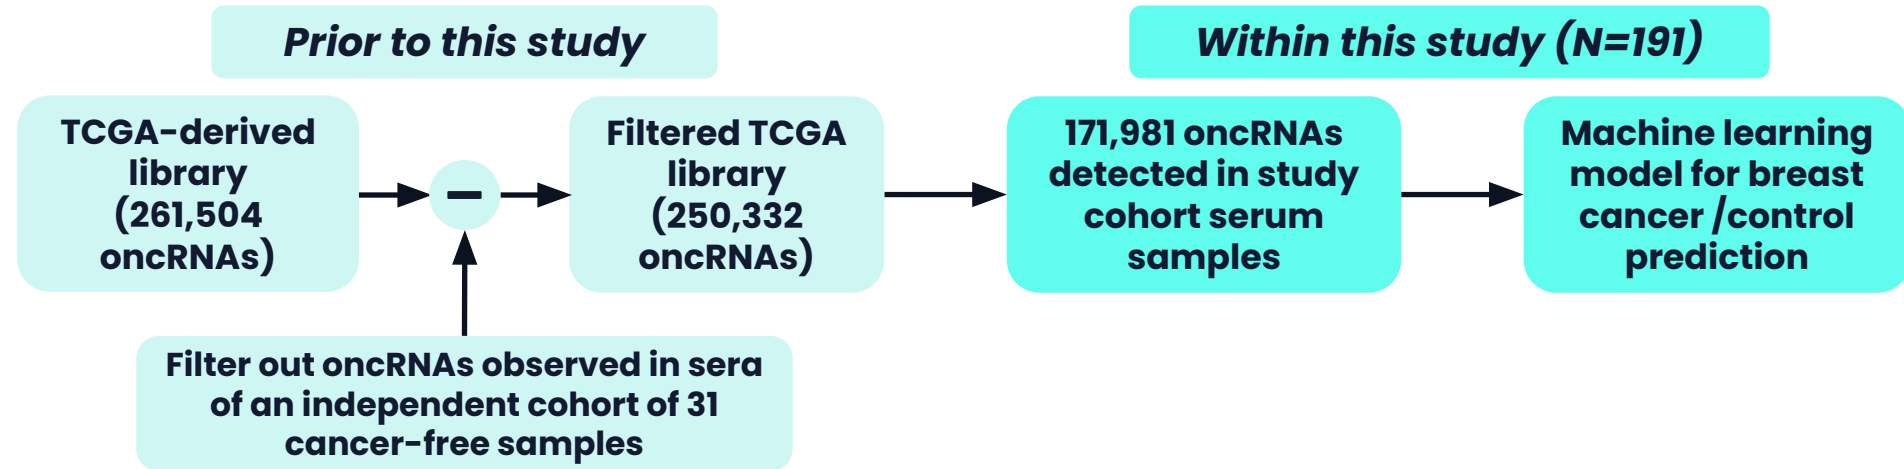 Prior to this study
Within this study (N=191)
TCGA-derived
library
(261,504
oncRNAs)
−
Filtered TCGA
library
(250,332
oncRNAs)
171,981 oncRNAs
detected in study
cohort serum
samples
Machine learning
model for breast
cancer /control
prediction
Filter out oncRNAs observed in sera
of an independent cohort of 31
cancer-free samples